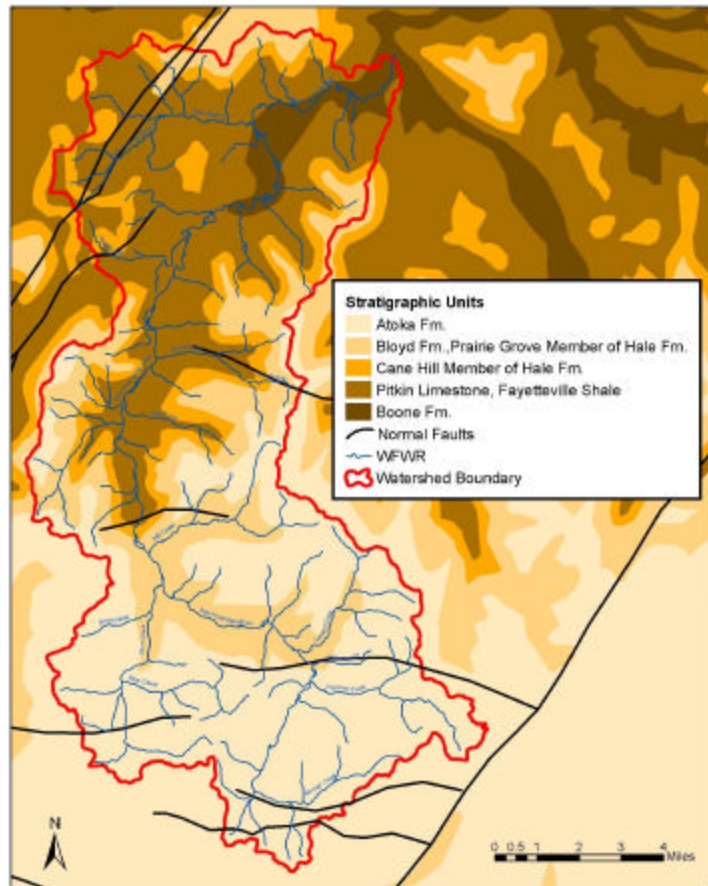 Stratigraphic Units
Atoka Fm.
Bloyd Fm.,Prairie Grove Member of Hale Fm.
Cane Hill Member of Hale Fm.
Pitkin Limestone, Fayetteville Shale
Boone Fm.
Normal Faults
WFWR
Watershed Boundary
N
0 0.5 1 2 3 4
Miles